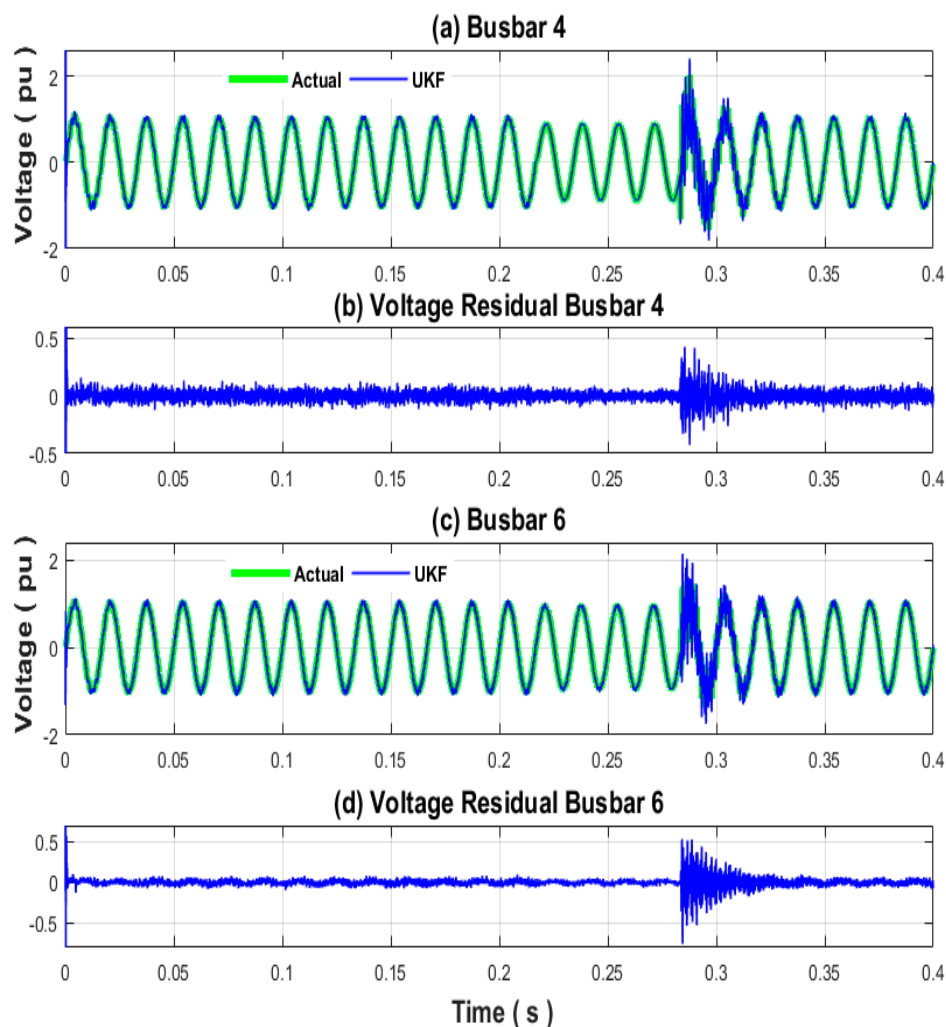 (a) Busbar 4
Voltage ( pu )
Actual UKF
2
0
-2
0 0.05 0.1 0.15 0.2 0.25 0.3 0.35 0.4
(b) Voltage Residual Busbar 4
0.5
0
-0.5
0 0.05 0.1 0.15 0.2 0.25 0.3 0.35 0.4
(c) Busbar 6
Voltage ( pu )
Actual UKF
2
0
-2
0 0.05 0.1 0.15 0.2 0.25 0.3 0.35 0.4
(d) Voltage Residual Busbar 6
0.5
0
-0.5
0 0.05 0.1 0.15 0.2 0.25 0.3 0.35 0.4
Time ( s )